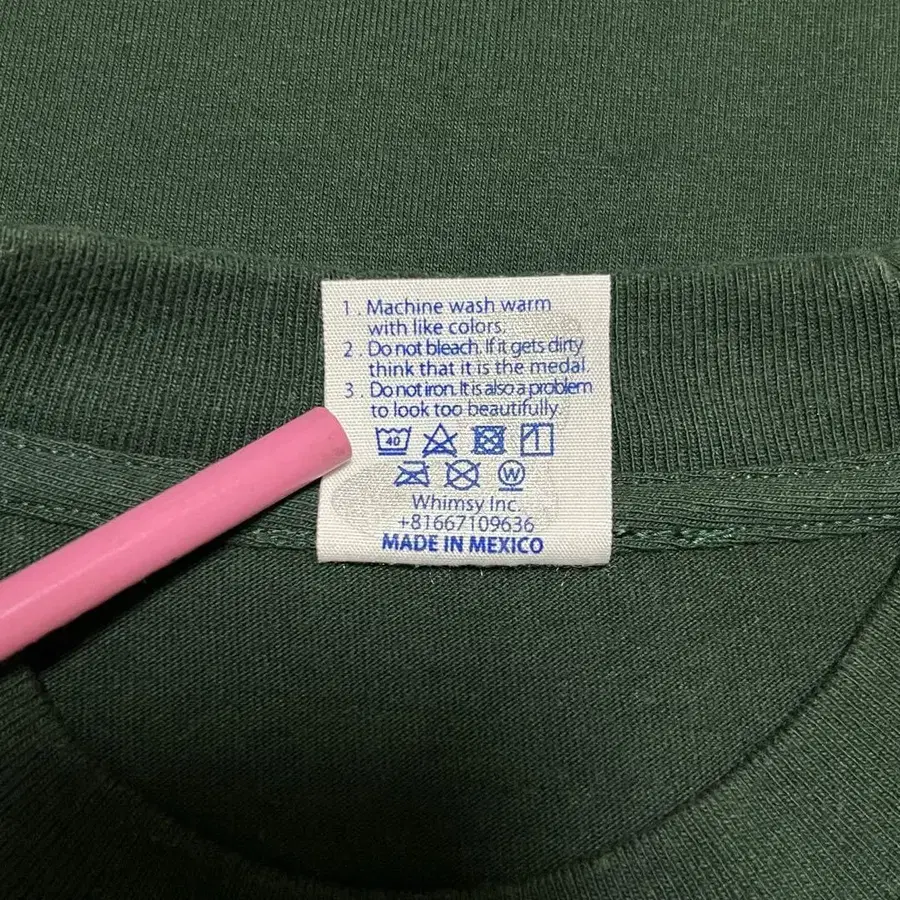 1. Machine wash warm
with like colors.
2. Do not bleach. If it gets dirty
think that it is the medal.
3. Do not iron. It is also a problem
to look too beautifully.
40
W
Whimsy Inc.
+81667109636
MADE IN MEXICO